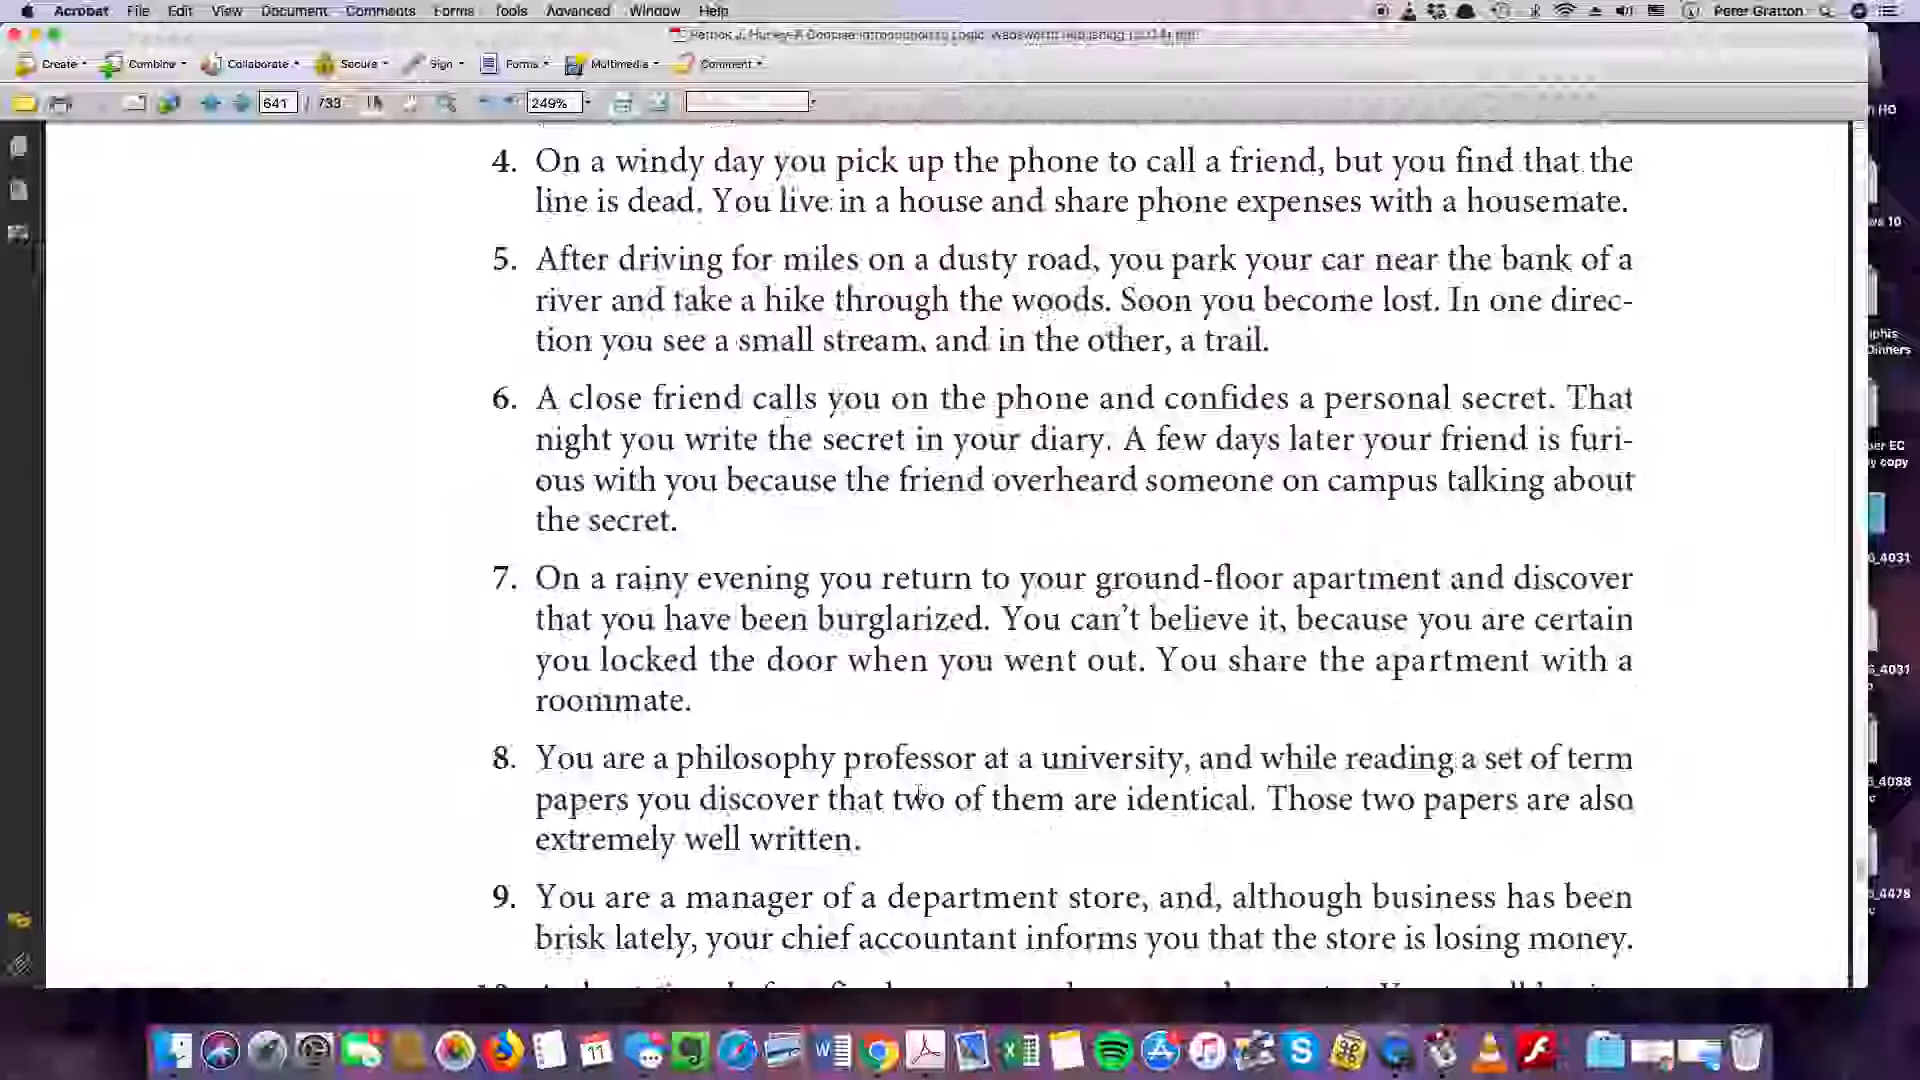 Acrobat File Edit View Document Comments Forms Tools Advanced Window Help Peter Gratton
Create Combine Collaborate Secure Sign Forms Multimedia Comment
641 / 733 249%
4. On a windy day you pick up the phone to call a friend, but you find that the
line is dead. You live in a house and share phone expenses with a housemate.
5. After driving for miles on a dusty road, you park your car near the bank of a
river and take a hike through the woods. Soon you become lost. In one direc-
tion you see a small stream, and in the other, a trail.
6. A close friend calls you on the phone and confides a personal secret. That
night you write the secret in your diary. A few days later your friend is furi-
ous with you because the friend overheard someone on campus talking about
the secret.
7. On a rainy evening you return to your ground-floor apartment and discover
that you have been burglarized. You can't believe it, because you are certain
you locked the door when you went out. You share the apartment with a
roommate.
8. You are a philosophy professor at a university, and while reading a set of term
papers you discover that two of them are identical. Those two papers are also
extremely well written.
9. You are a manager of a department store, and, although business has been
brisk lately, your chief accountant informs you that the store is losing money.
HO
10
Dinners
EC
copy
4031
4031
4088
4478
11